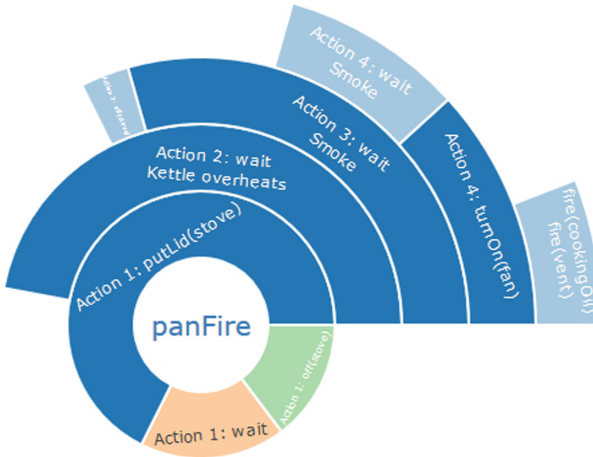 panFire
Action 1: putLid(stove)
Action 1: wait
Action 1: off(stove)
Action 2: wait
Kettle overheats
Action 3: wait
Smoke
Action 4: wait
Smoke
Action 4: turnOn(fan)
fire(cookingOil)
fire(vent)